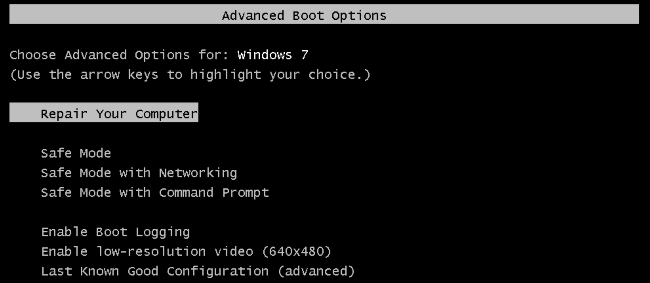 Advanced Boot Options
Choose Advanced Options for: Windows 7
(Use the arrow keys to highlight your choice.)
Repair Your Computer
Safe Mode
Safe Mode with Networking
Safe Mode with Command Prompt
Enable Boot Logging
Enable low-resolution video (640x480)
Last Known Good Configuration (advanced)